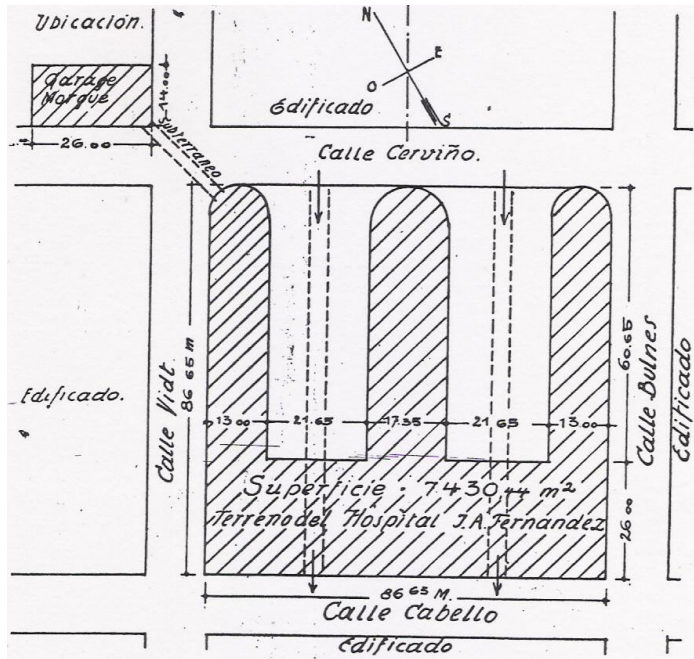 Ubicación.
N
E
O
S
Garage
Morgue
14.00
26.00
Subterraneo
Edificado
Calle Cerviño.
86 65 M
Calle Vidt
Edificado.
60.65
Calle Bulnes
Edificado
13.00
21.65
17.35
21.65
13.00
Superficie : 7430,44 m²
Terreno del Hospital J.A. Fernandez
26.00
86 65 M.
Calle Cabello
Edificado